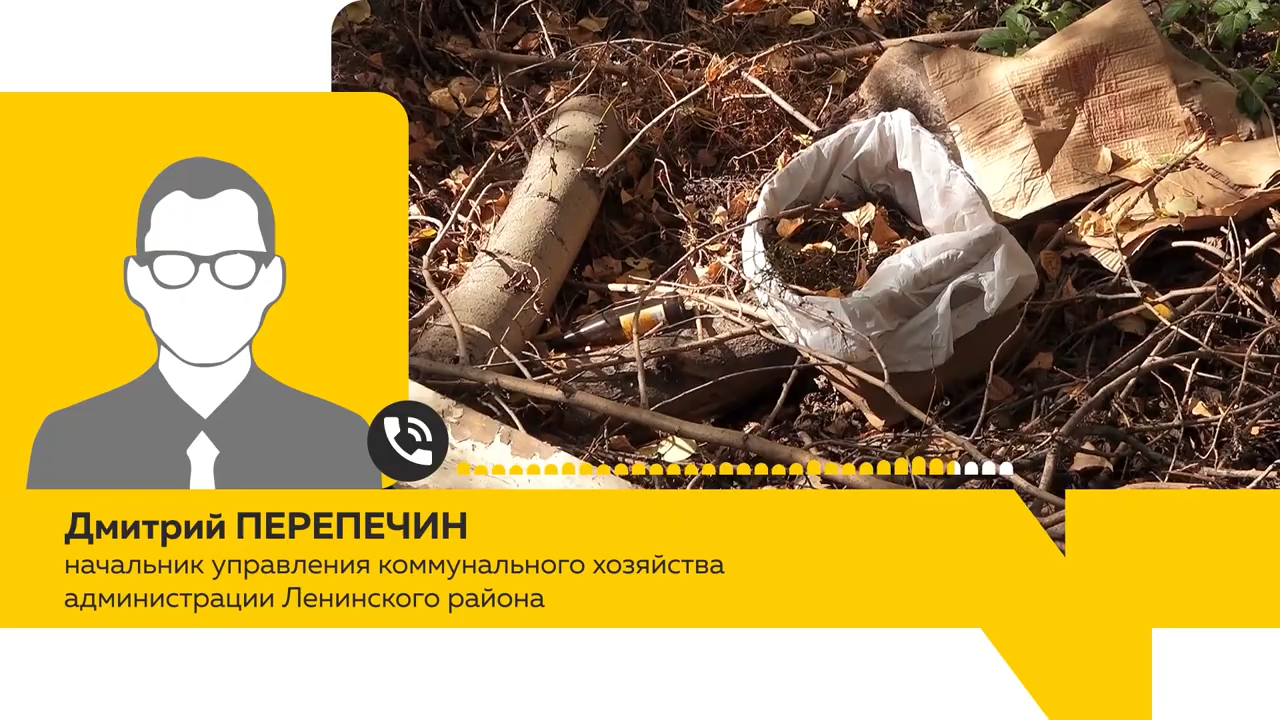 Дмитрий ПЕРЕПЕЧИН
начальник управления коммунального хозяйства
администрации Ленинского района